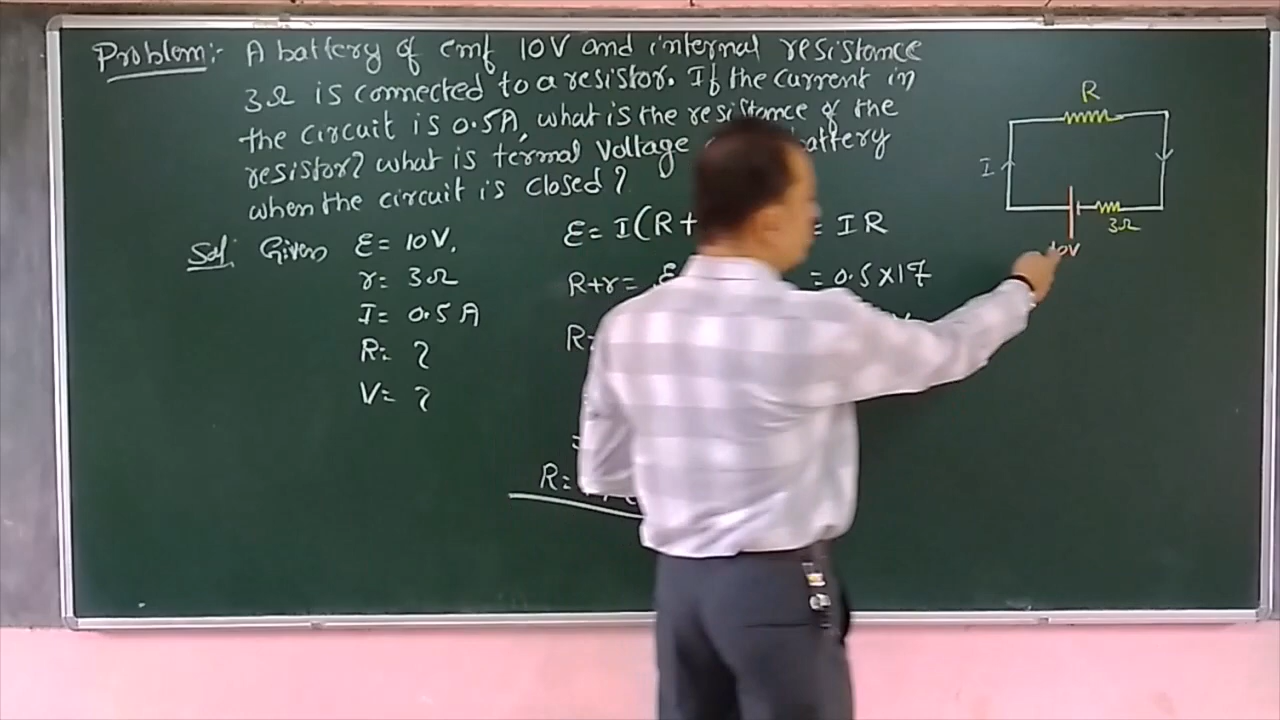 Problem:- A battery of emf 10V and internal resistance
3Ω is connected to a resistor. If the current in
the circuit is 0.5A, what is the resistance of the
resistor? what is termal Voltage battery
when the circuit is closed?
Sol. Given ε = 10V.
r = 3Ω
I = 0.5 A
R = ?
V = ?
ε = I(R+
R+r = ε
R =
R =
= IR
= 0.5×17
R
I
3Ω
10V